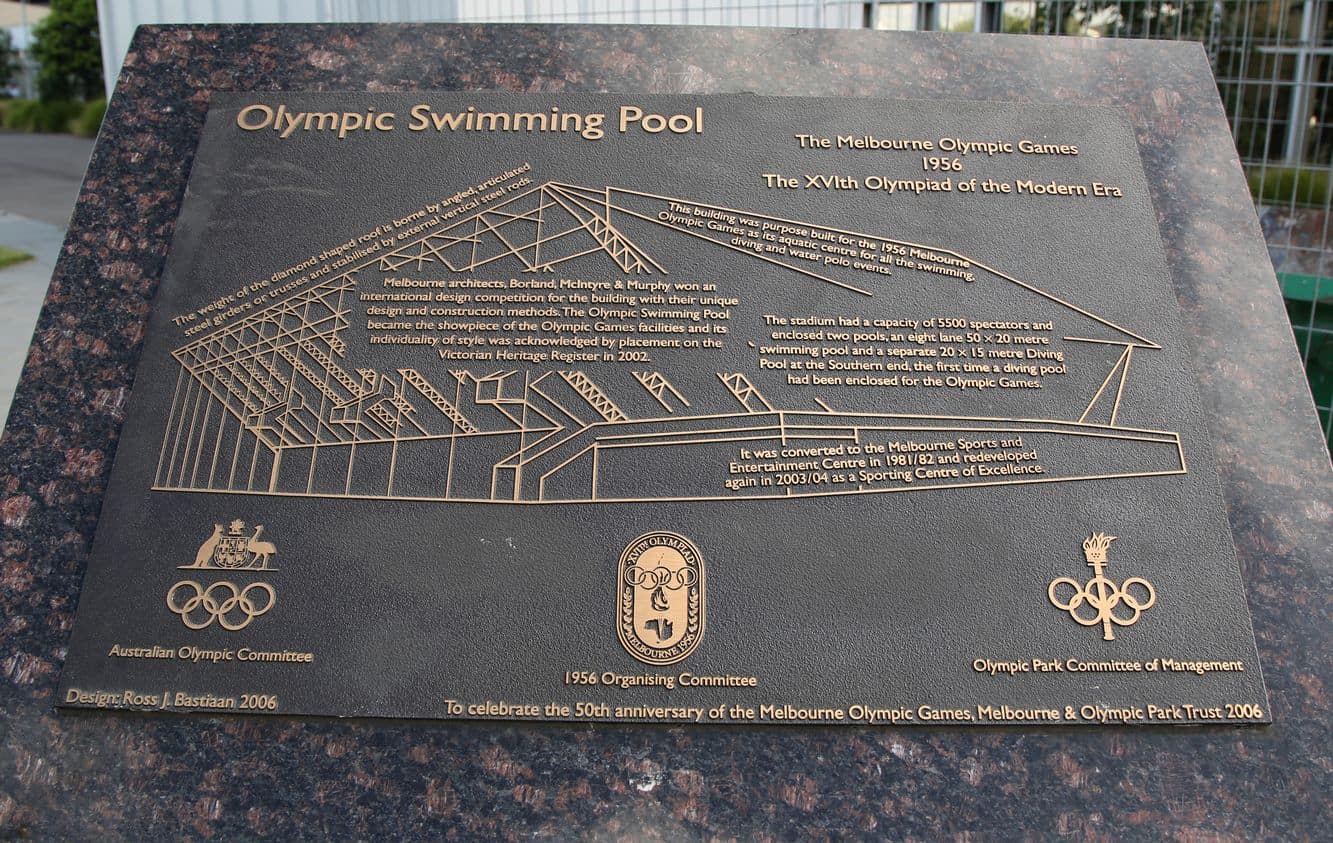 Olympic Swimming Pool
The Melbourne Olympic Games
1956
The XVIth Olympiad of the Modern Era
The weight of the diamond shaped roof is borne by angled, articulated
steel girders or trusses and stabilised by external vertical steel rods.
This building was purpose built for the 1956 Melbourne
Olympic Games as its aquatic centre for all the swimming,
diving and water polo events.
Melbourne architects, Borland, McIntyre & Murphy won an
international design competition for the building with their unique
design and construction methods. The Olympic Swimming Pool
became the showpiece of the Olympic Games facilities and its
individuality of style was acknowledged by placement on the
Victorian Heritage Register in 2002.
The stadium had a capacity of 5500 spectators and
enclosed two pools, an eight lane 50 × 20 metre
swimming pool and a separate 20 × 15 metre Diving
Pool at the Southern end, the first time a diving pool
had been enclosed for the Olympic Games.
It was converted to the Melbourne Sports and
Entertainment Centre in 1981/82 and redeveloped
again in 2003/04 as a Sporting Centre of Excellence.
XVITH OLYMPIAD
MELBOURNE 1956
Australian Olympic Committee
1956 Organising Committee
Olympic Park Committee of Management
Design: Ross J. Bastiaan 2006
To celebrate the 50th anniversary of the Melbourne Olympic Games, Melbourne & Olympic Park Trust 2006